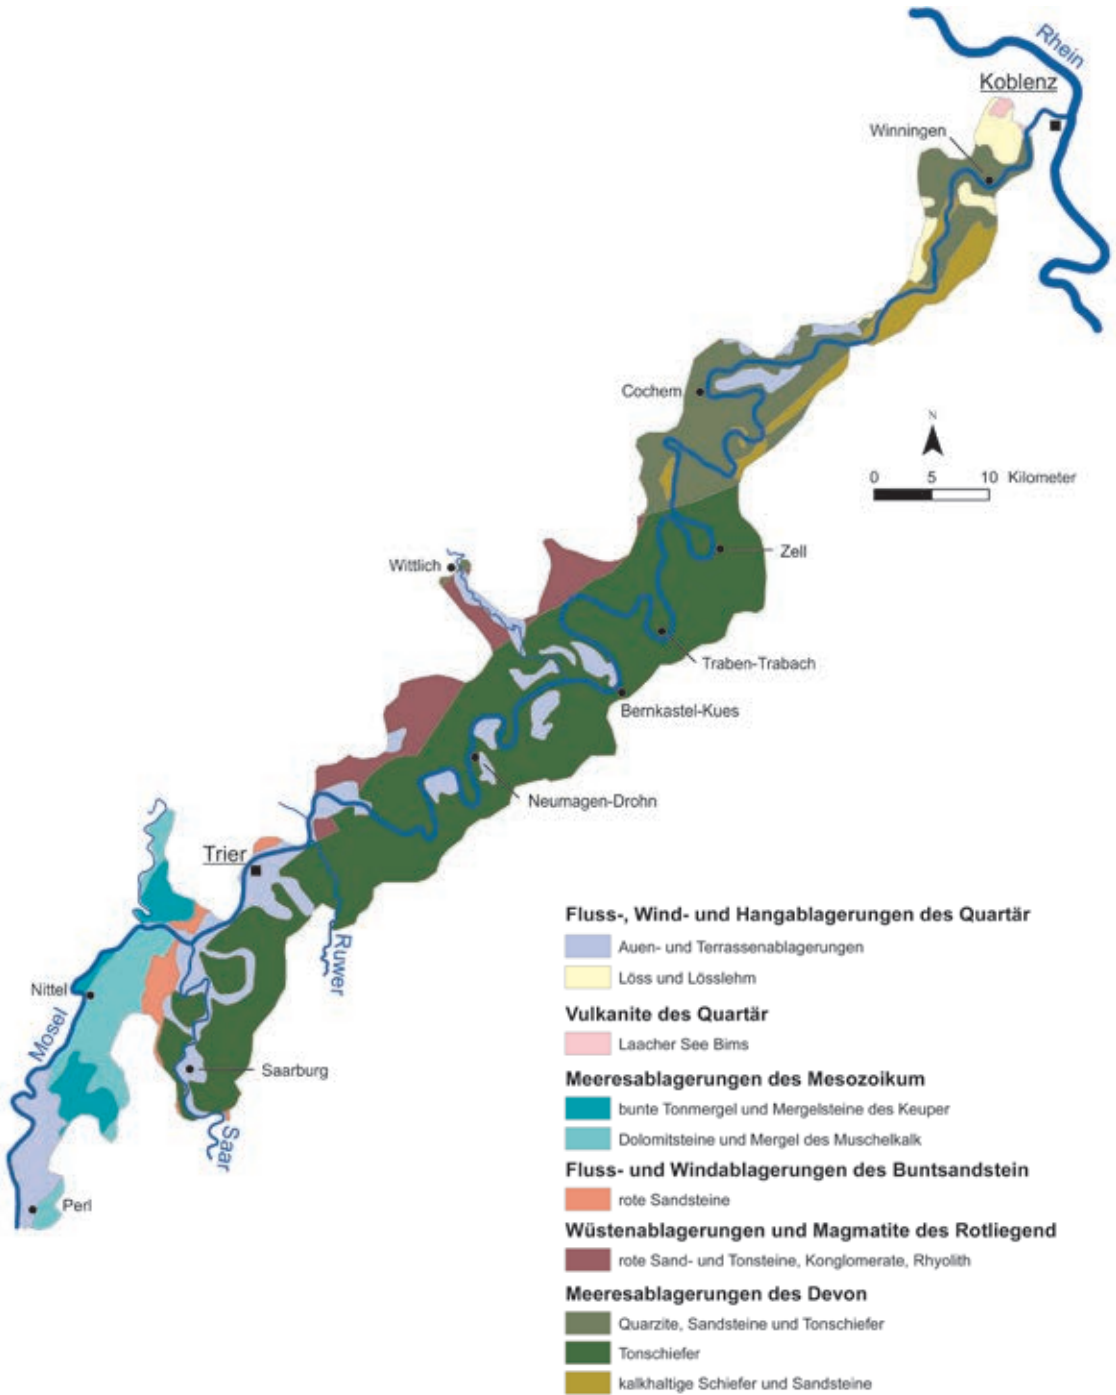 Rhein
Koblenz
Winningen
Cochem
N
0 5 10 Kilometer
Zell
Wittlich
Traben-Trabach
Bernkastel-Kues
Neumagen-Drohn
Trier
Ruwer
Nittel
Mosel
Saarburg
Saar
Perl
Fluss-, Wind- und Hangablagerungen des Quartär
Auen- und Terrassenablagerungen
Löss und Lösslehm
Vulkanite des Quartär
Laacher See Bims
Meeresablagerungen des Mesozoikum
bunte Tonmergel und Mergelsteine des Keuper
Dolomitsteine und Mergel des Muschelkalk
Fluss- und Windablagerungen des Buntsandstein
rote Sandsteine
Wüstenablagerungen und Magmatite des Rotliegend
rote Sand- und Tonsteine, Konglomerate, Rhyolith
Meeresablagerungen des Devon
Quarzite, Sandsteine und Tonschiefer
Tonschiefer
kalkhaltige Schiefer und Sandsteine